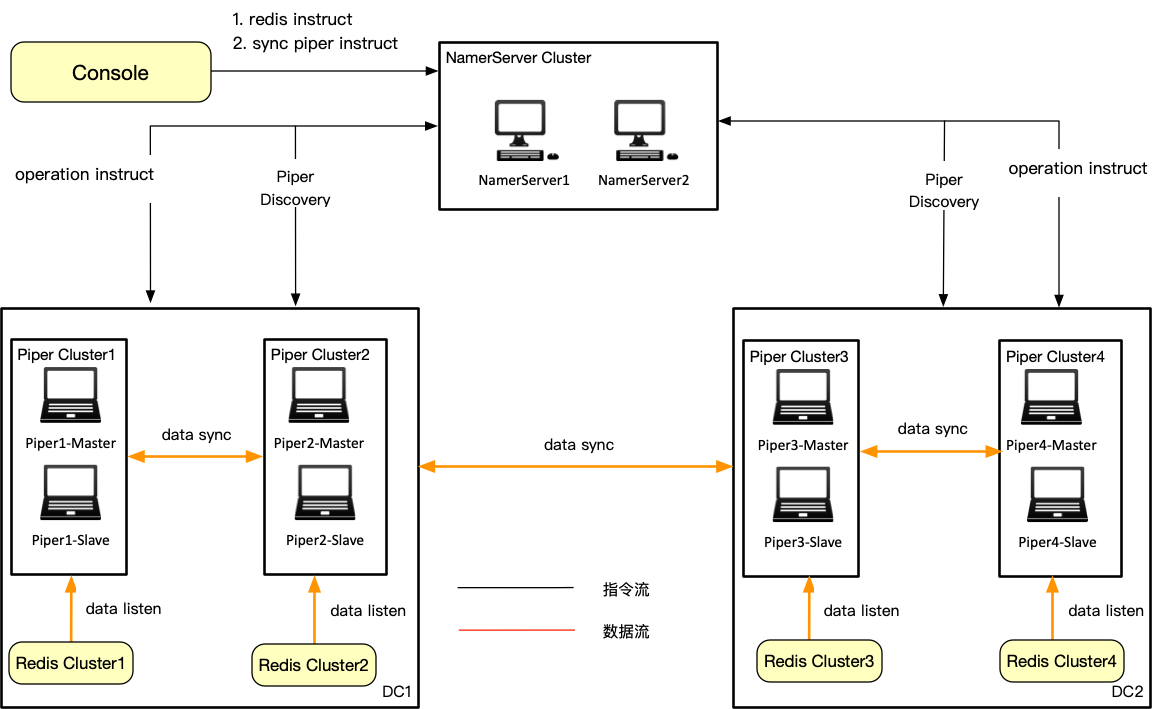 1. redis instruct
2. sync piper instruct
Console
NamerServer Cluster
NamerServer1
NamerServer2
operation instruct
Piper
Discovery
Piper
Discovery
operation instruct
Piper Cluster1
Piper1-Master
Piper1-Slave
data sync
Piper Cluster2
Piper2-Master
Piper2-Slave
data sync
Piper Cluster3
Piper3-Master
Piper3-Slave
data sync
Piper Cluster4
Piper4-Master
Piper4-Slave
data listen
data listen
指令流
数据流
data listen
data listen
Redis Cluster1
Redis Cluster2
DC1
Redis Cluster3
Redis Cluster4
DC2